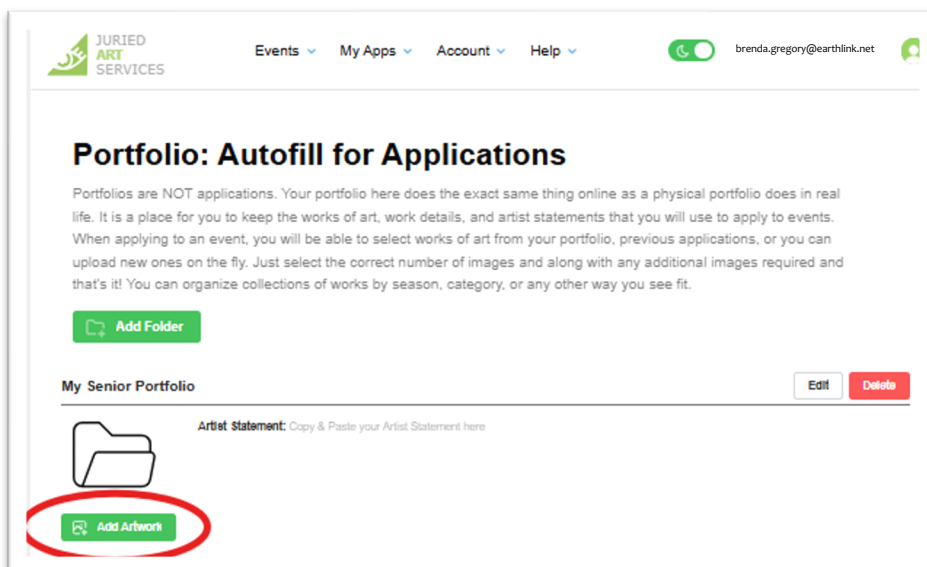 JURIED
ART
SERVICES
Events My Apps Account Help brenda.gregory@earthlink.net
Portfolio: Autofill for Applications
Portfolios are NOT applications. Your portfolio here does the exact same thing online as a physical portfolio does in real
life. It is a place for you to keep the works of art, work details, and artist statements that you will use to apply to events.
When applying to an event, you will be able to select works of art from your portfolio, previous applications, or you can
upload new ones on the fly. Just select the correct number of images and along with any additional images required and
that's it! You can organize collections of works by season, category, or any other way you see fit.
Add Folder
My Senior Portfolio Edit Delete
Artist Statement: Copy & Paste your Artist Statement here
Add Artwork